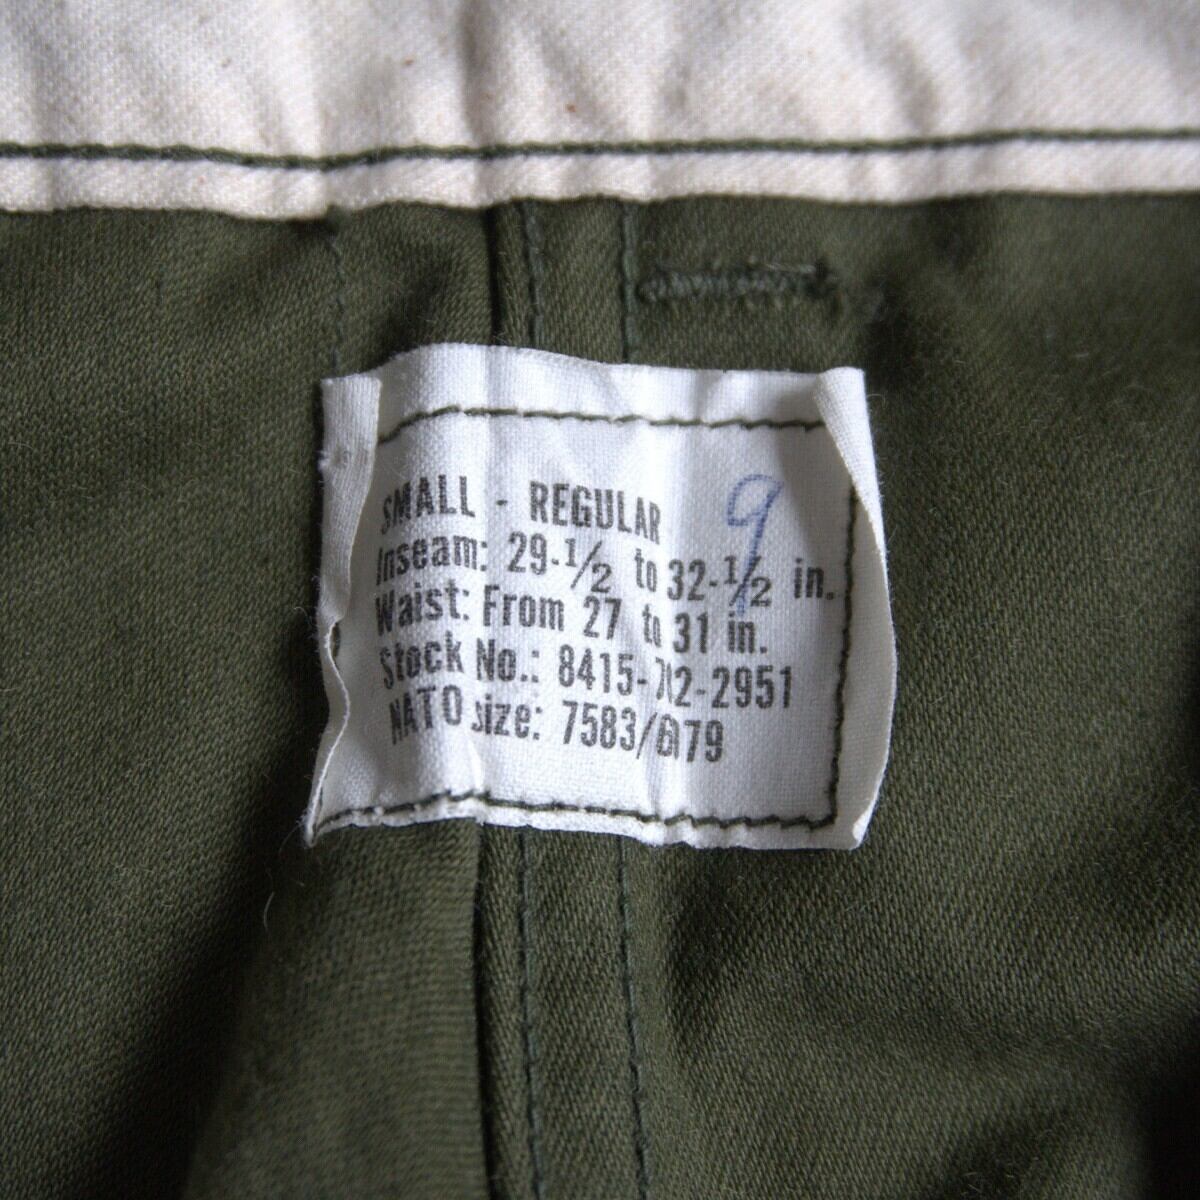 SMALL - REGULAR 9
Inseam: 29-1/2 to 32-1/2 in.
Waist: From 27 to 31 in.
Stock No.: 8415-782-2951
NATO size: 7583/6979